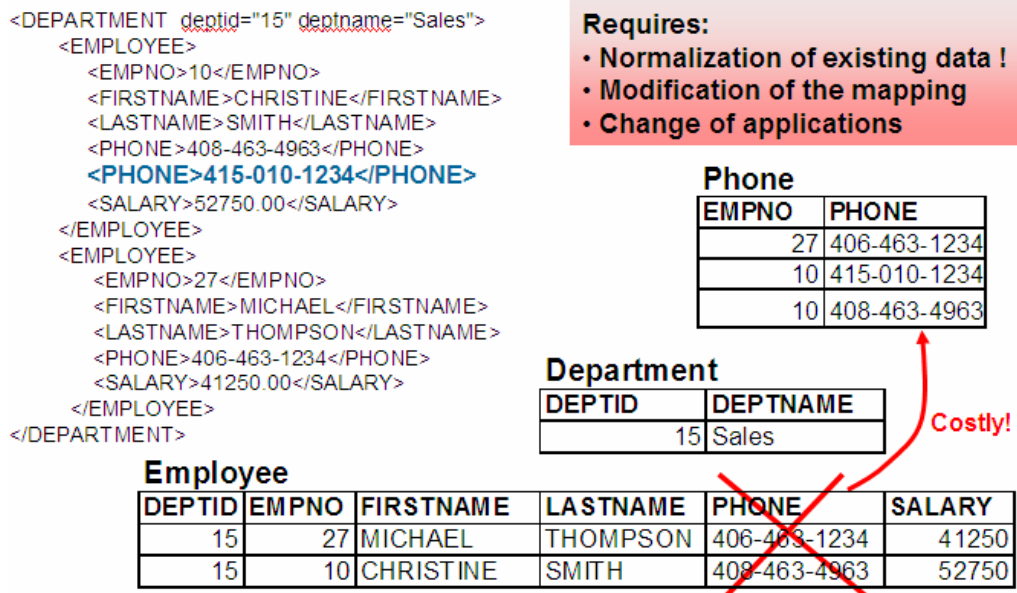 <DEPARTMENT deptid="15" deptname="Sales">
<EMPLOYEE>
<EMPNO>10</EMPNO>
<FIRSTNAME>CHRISTINE</FIRSTNAME>
<LASTNAME>SMITH</LASTNAME>
<PHONE>408-463-4963</PHONE>
<PHONE>415-010-1234</PHONE>
<SALARY>52750.00</SALARY>
</EMPLOYEE>
<EMPLOYEE>
<EMPNO>27</EMPNO>
<FIRSTNAME>MICHAEL</FIRSTNAME>
<LASTNAME>THOMPSON</LASTNAME>
<PHONE>406-463-1234</PHONE>
<SALARY>41250.00</SALARY>
</EMPLOYEE>
</DEPARTMENT>
Requires:
• Normalization of existing data !
• Modification of the mapping
• Change of applications
Phone
EMPNO PHONE
27 406-463-1234
10 415-010-1234
10 408-463-4963
Department
DEPTID DEPTNAME
15 Sales
Costly!
Employee
DEPTID EMPNO FIRSTNAME LASTNAME PHONE SALARY
15 27 MICHAEL THOMPSON 406-463-1234 41250
15 10 CHRISTINE SMITH 408-463-4963 52750